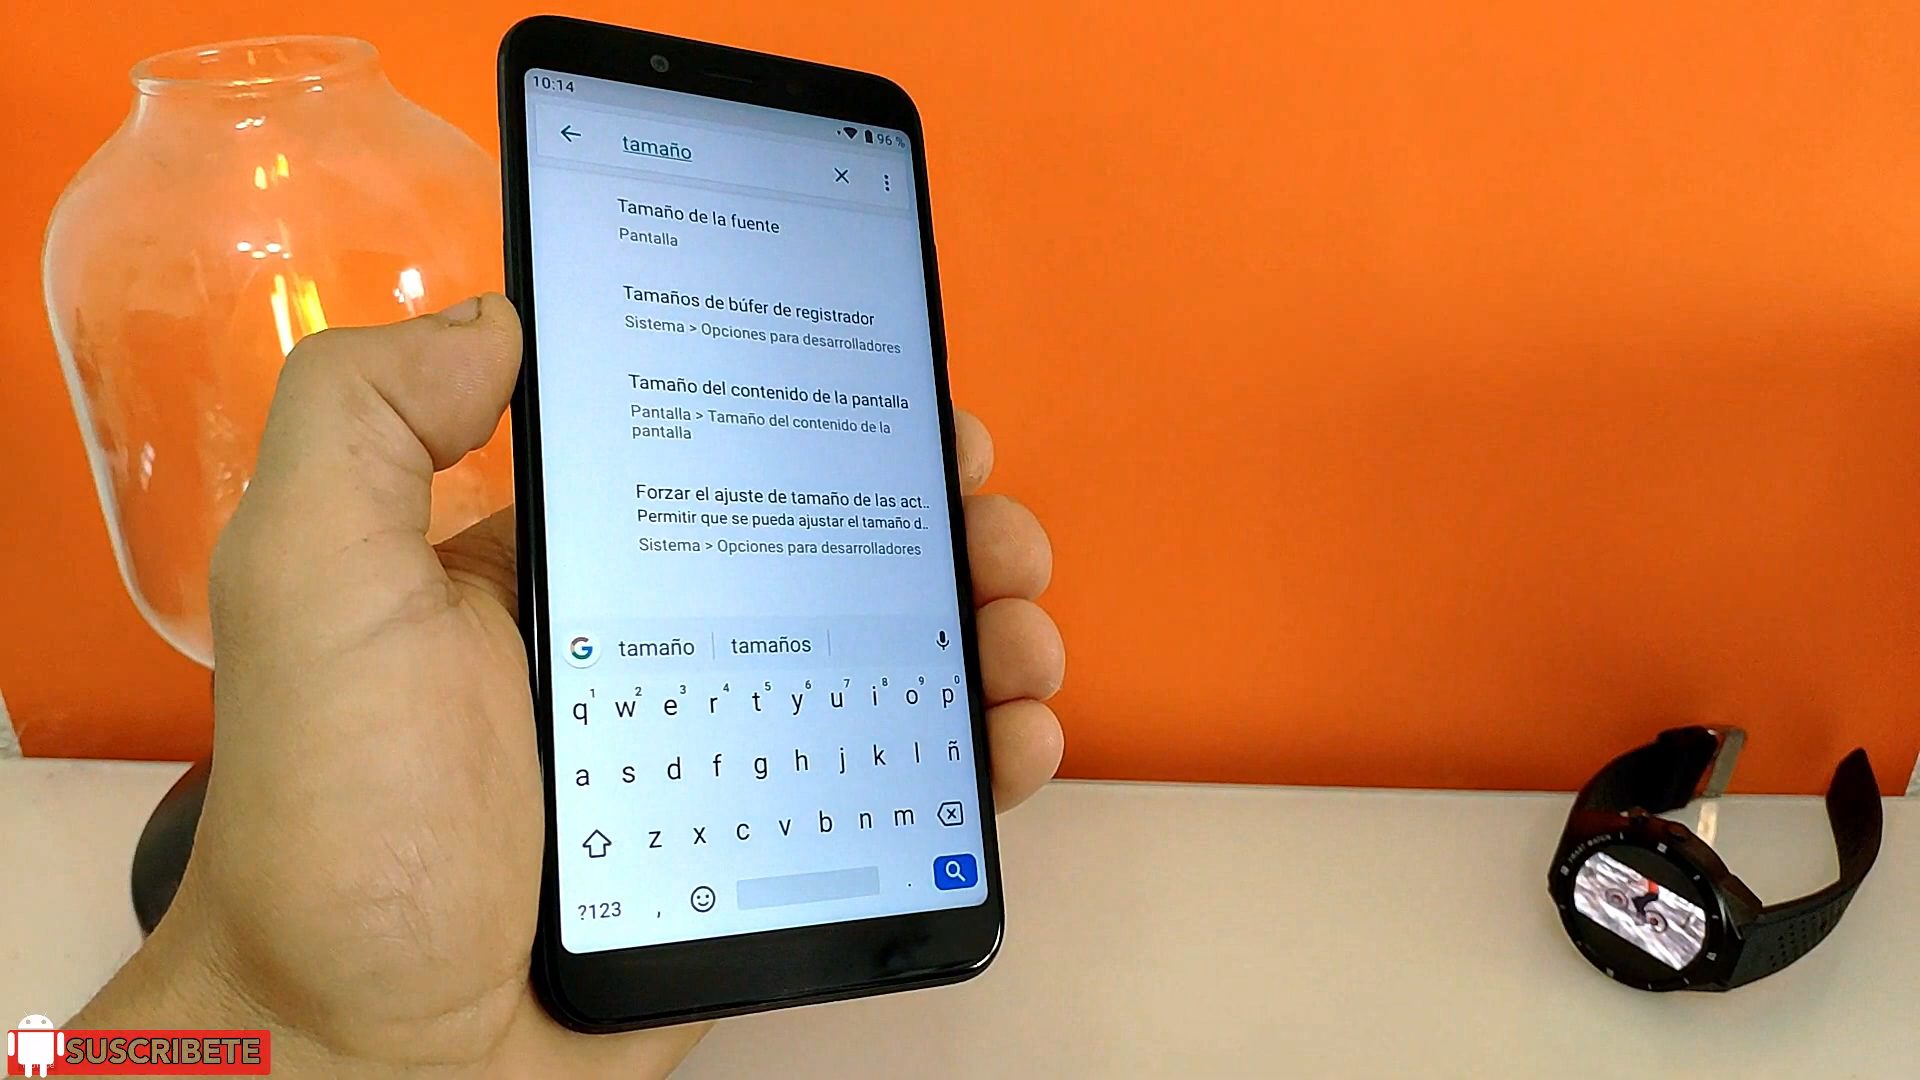 10:14
96 %
tamaño
Tamaño de la fuente
Pantalla
Tamaños de búfer de registrador
Sistema > Opciones para desarrolladores
Tamaño del contenido de la pantalla
Pantalla > Tamaño del contenido de la
pantalla
Forzar el ajuste de tamaño de las act..
Permitir que se pueda ajustar el tamaño d..
Sistema > Opciones para desarrolladores
G tamaño tamaños
1 2 3 4 5 6 7 8 9 0
q w e r t y u i o p
a s d f g h j k l ñ
z x c v b n m
?123 , .
SMART WATCH
SUSCRIBETE